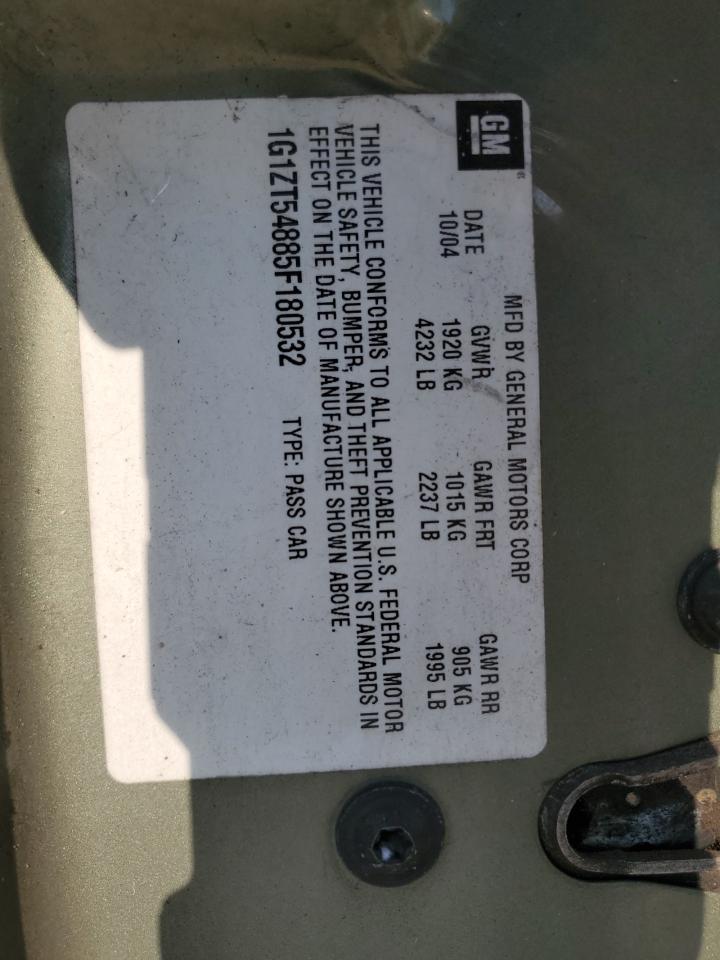 GM
MFD BY GENERAL MOTORS CORP
DATE GVWR GAWR FRT GAWR RR
10/04 1920 KG 1015 KG 905 KG
4232 LB 2237 LB 1995 LB
THIS VEHICLE CONFORMS TO ALL APPLICABLE U.S. FEDERAL MOTOR
VEHICLE SAFETY, BUMPER, AND THEFT PREVENTION STANDARDS IN
EFFECT ON THE DATE OF MANUFACTURE SHOWN ABOVE.
1G1ZT54885F180532 TYPE: PASS CAR